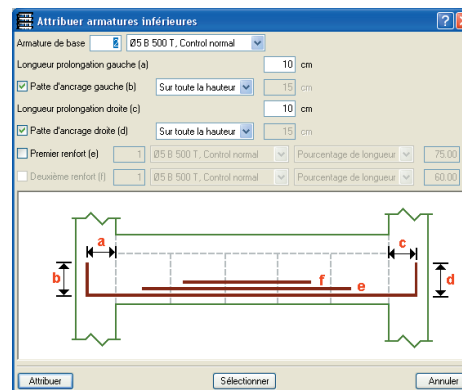 Attribuer armatures inférieures
Armature de base 2 Ø5 B 500 T, Control normal
Longueur prolongation gauche (a) 10 cm
Patte d'ancrage gauche (b) Sur toute la hauteur 15 cm
Longueur prolongation droite (c) 10 cm
Patte d'ancrage droite (d) Sur toute la hauteur 15 cm
Premier renfort (e) 1 Ø5 B 500 T, Control normal Pourcentage de longueur 75.00
Deuxième renfort (f) 1 Ø5 B 500 T, Control normal Pourcentage de longueur 60.00
a c
b f d
e
Attribuer Sélectionner Annuler